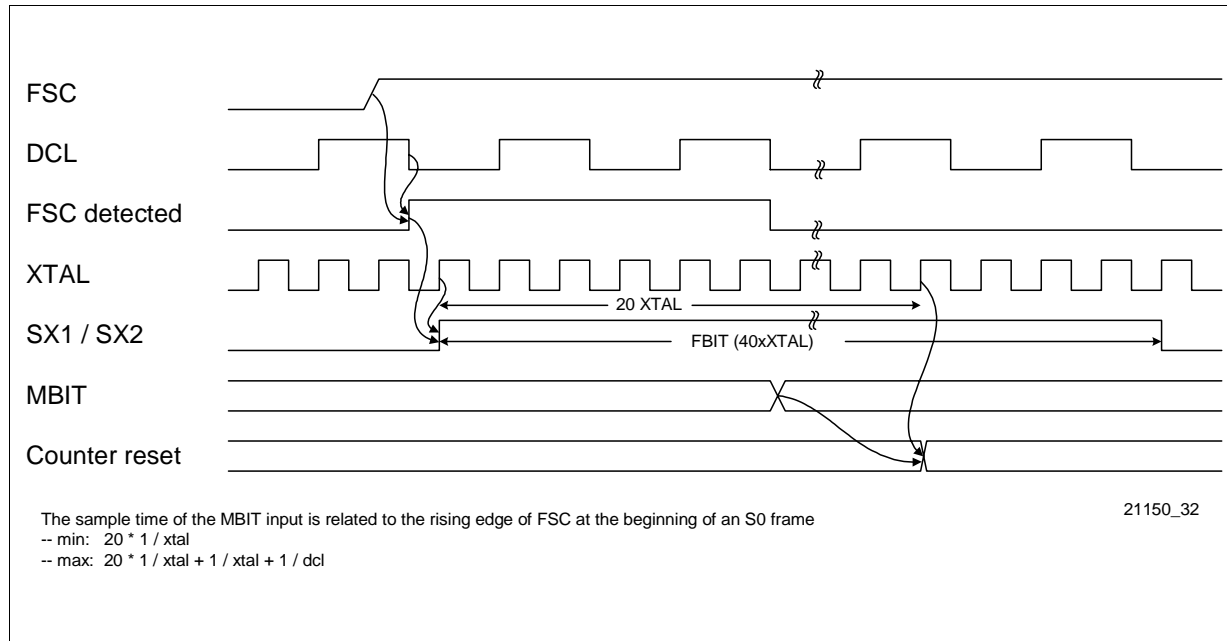 FSC
DCL
FSC detected
XTAL
20 XTAL
SX1 / SX2
FBIT (40xXTAL)
MBIT
Counter reset
21150_32
The sample time of the MBIT input is related to the rising edge of FSC at the beginning of an S0 frame
-- min: 20 * 1 / xtal
-- max: 20 * 1 / xtal + 1 / xtal + 1 / dcl